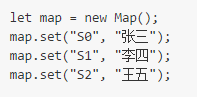 let map = new Map();
map.set("S0", "张三");
map.set("S1", "李四");
map.set("S2", "王五");